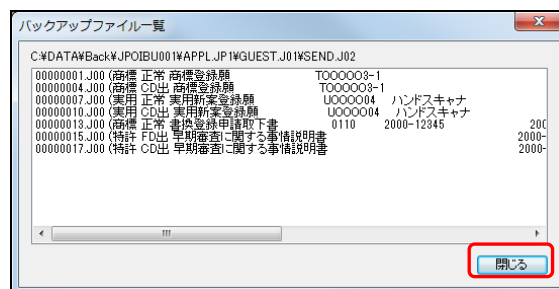 バックアップファイル一覧
C:¥DATA¥Back¥JPOIBU001¥APPL.JP1¥GUEST.J01¥SEND.J02
00000001.J00 (商標 正常 商標登録願 TOOOO03-1
00000004.J00 (商標 CD出 商標登録願 TOOOO03-1
00000007.J00 (実用 正常 実用新案登録願 UOOOO04 ハンドスキャナ
00000010.J00 (実用 CD出 実用新案登録願 UOOOO04 ハンドスキャナ
00000013.J00 (商標 正常 書換登録申請取下書 0110 2000-12345 200
00000015.J00 (特許 FD出 早期審査に関する事情説明書 2000-
00000017.J00 (特許 CD出 早期審査に関する事情説明書 2000-
閉じる